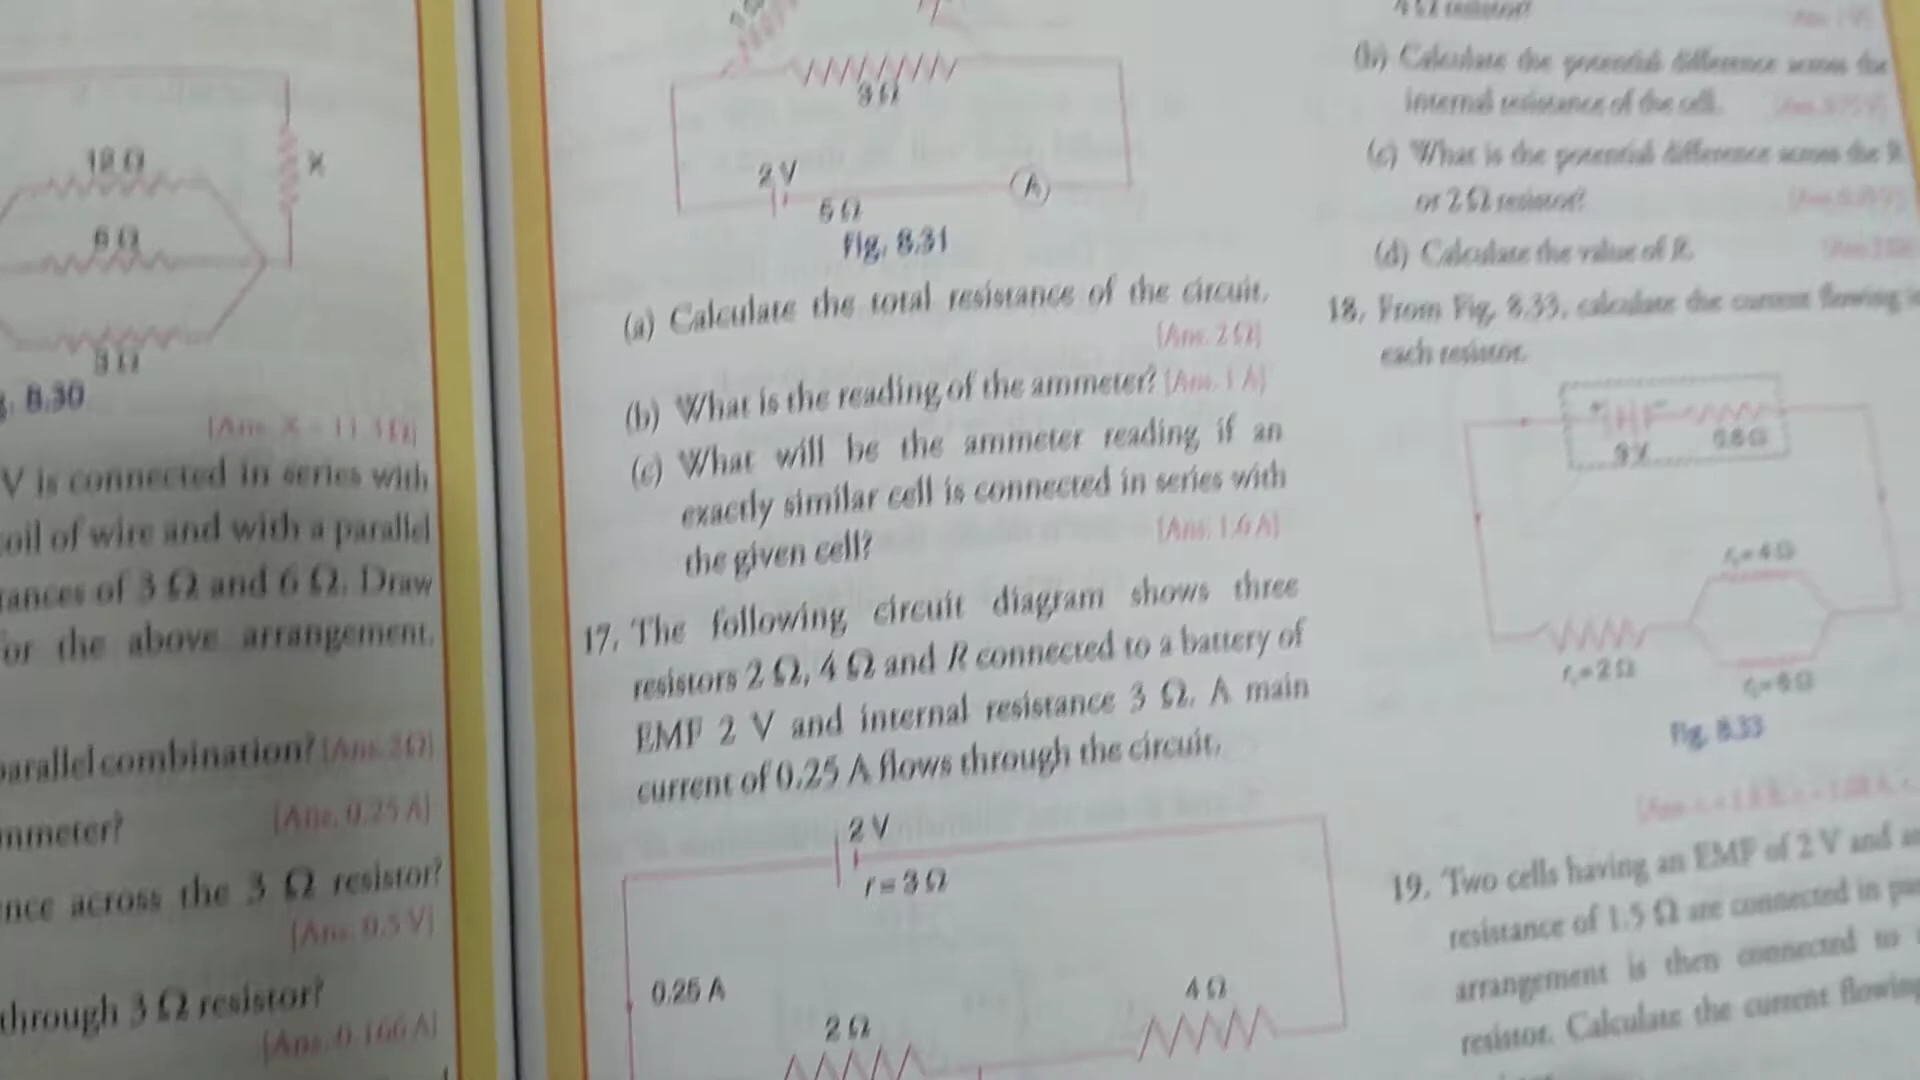 12 Ω
X
6 Ω
3 Ω
8.30
[Ans. X =
V is connected in series with
oil of wire and with a parallel
ances of 3 Ω and 6 Ω. Draw
or the above arrangement.
parallel combination? [Ans. 2Ω]
mmeter? [Ans. 0.25 A]
nce across the 3 Ω resistor?
[Ans. 0.5 V]
through 3 Ω resistor?
[Ans. 0.166 A]
3 Ω
2 V
A
Fig. 8.31
(a) Calculate the total resistance of the circuit.
[Ans. 2 Ω]
(b) What is the reading of the ammeter? [Ans. 1 A]
(c) What will be the ammeter reading if an
exactly similar cell is connected in series with
the given cell?
17. The following circuit diagram shows three
resistors 2 Ω, 4 Ω and R connected to a battery of
EMF 2 V and internal resistance 3 Ω. A main
current of 0.25 A flows through the circuit.
2 V
r = 3 Ω
0.25 A
4 Ω
2 Ω
(b) Calculate the potential difference across the
internal resistance of the cell.
(c) What is the potential difference across the R
or 2 Ω resistor?
(d) Calculate the value of R.
18. From Fig. 8.33, calculate the current flowing
each resistor.
Fig. 8.33
19. Two cells having an EMF of 2 V and
resistance of 1.5 Ω are connected in
arrangement is then connected to
resistor. Calculate the current flowing